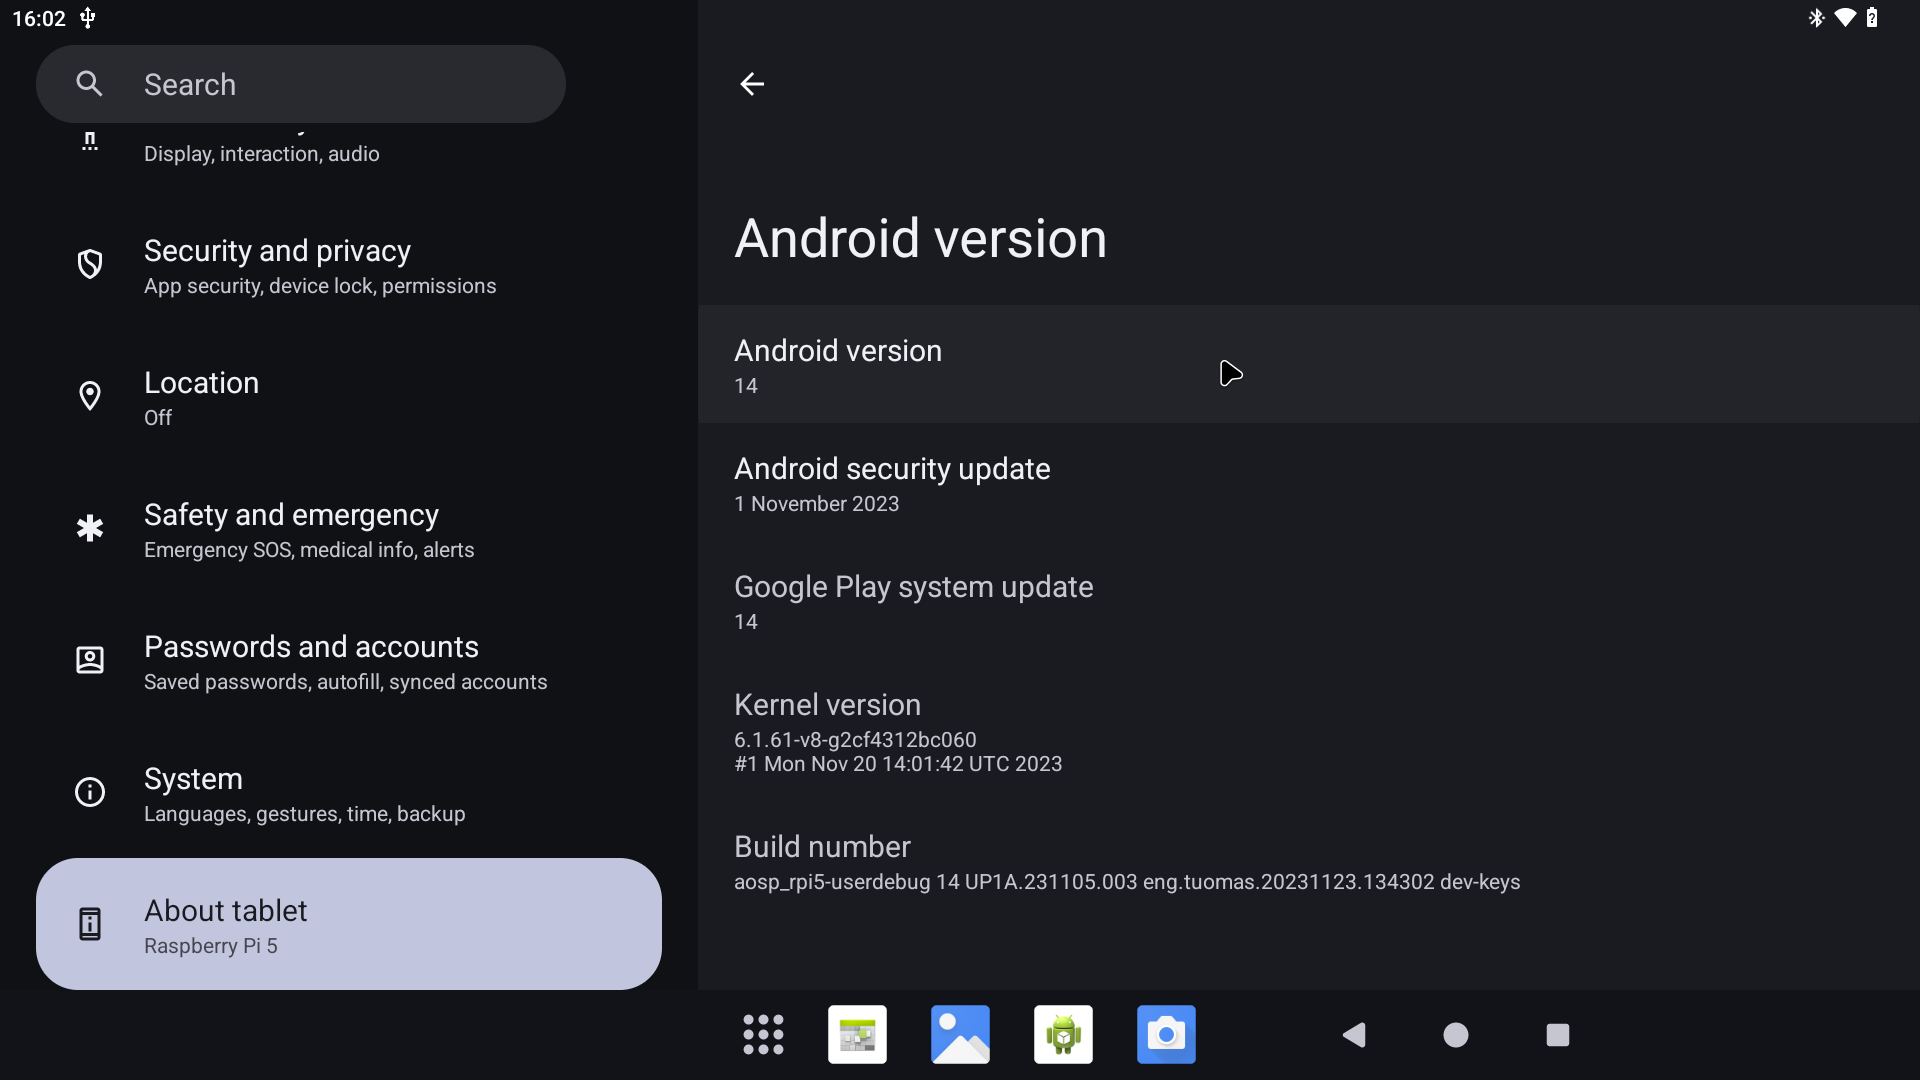 16:02
Search
Display, interaction, audio
Security and privacy
App security, device lock, permissions
Location
Off
Safety and emergency
Emergency SOS, medical info, alerts
Passwords and accounts
Saved passwords, autofill, synced accounts
System
Languages, gestures, time, backup
About tablet
Raspberry Pi 5
Android version
Android version
14
Android security update
1 November 2023
Google Play system update
14
Kernel version
6.1.61-v8-g2cf4312bc060
#1 Mon Nov 20 14:01:42 UTC 2023
Build number
aosp_rpi5-userdebug 14 UP1A.231105.003 eng.tuomas.20231123.134302 dev-keys